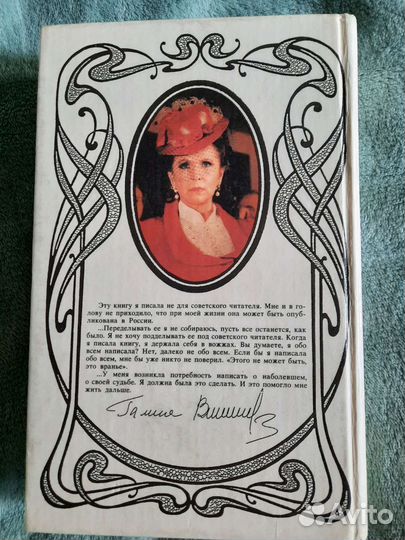 Эту книгу я писала не для советского читателя. Мне и в го-
лову не приходило, что при моей жизни она может быть опуб-
ликована в России.
...Переделывать ее я не собираюсь, пусть все останется, как
было. Я не хочу подделывать ее под советского читателя. Когда
я писала книгу, я держала себя в вожжах. Вы думаете, я обо
всем написала? Нет, далеко не обо всем. Если бы я написала
обо всем, мне бы уже никто не поверил. «Этого не может быть,
это вранье».
...У меня возникла потребность написать о наболевшем,
о своей судьбе. Я должна была это сделать. И это помогло мне
жить дальше.
Галина
Avito